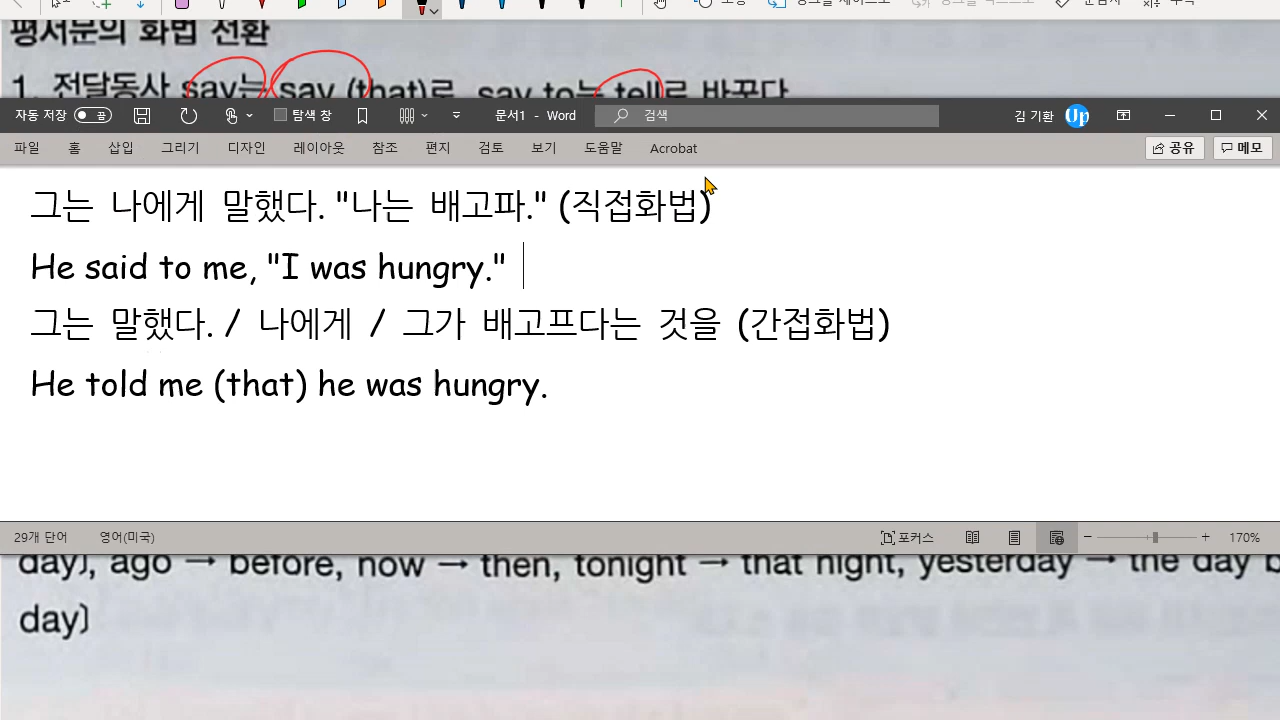 평서문의 화법 전환
1. 전달동사 say는 say (that)로, say to는 tell로 바꾼다
자동 저장 문서1 - Word 검색 김 기환
탐색 창
파일 홈 삽입 그리기 디자인 레이아웃 참조 편지 검토 보기 도움말 Acrobat 공유 메모
그는 나에게 말했다. "나는 배고파." (직접화법)
He said to me, "I was hungry."
그는 말했다. / 나에게 / 그가 배고프다는 것을 (간접화법)
He told me (that) he was hungry.
29개 단어 영어(미국) 포커스 170%
day), ago → before, now → then, tonight → that night, yesterday → the day
day)